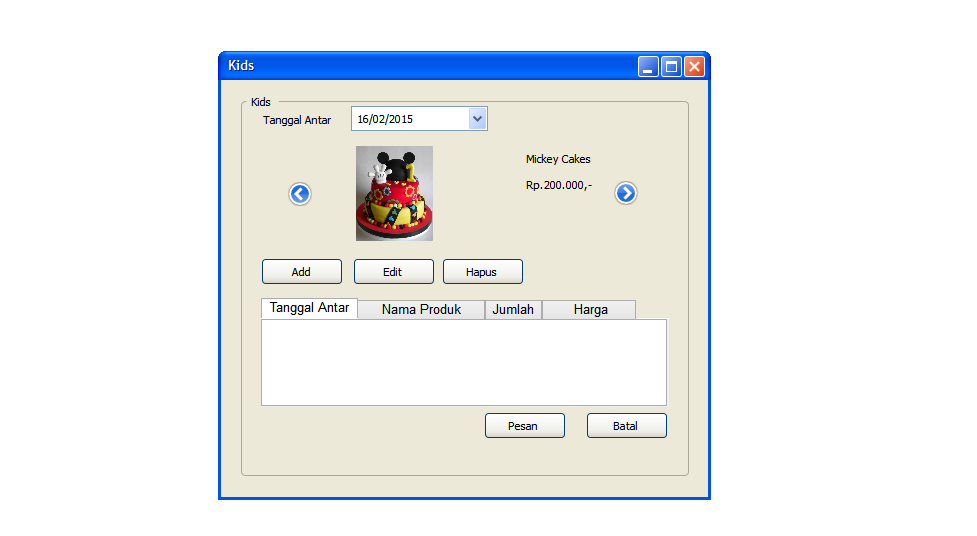 Kids
Kids
Tanggal Antar 16/02/2015
Mickey Cakes
1
Rp.200.000,-
Add Edit Hapus
Tanggal Antar Nama Produk Jumlah Harga
Pesan Batal